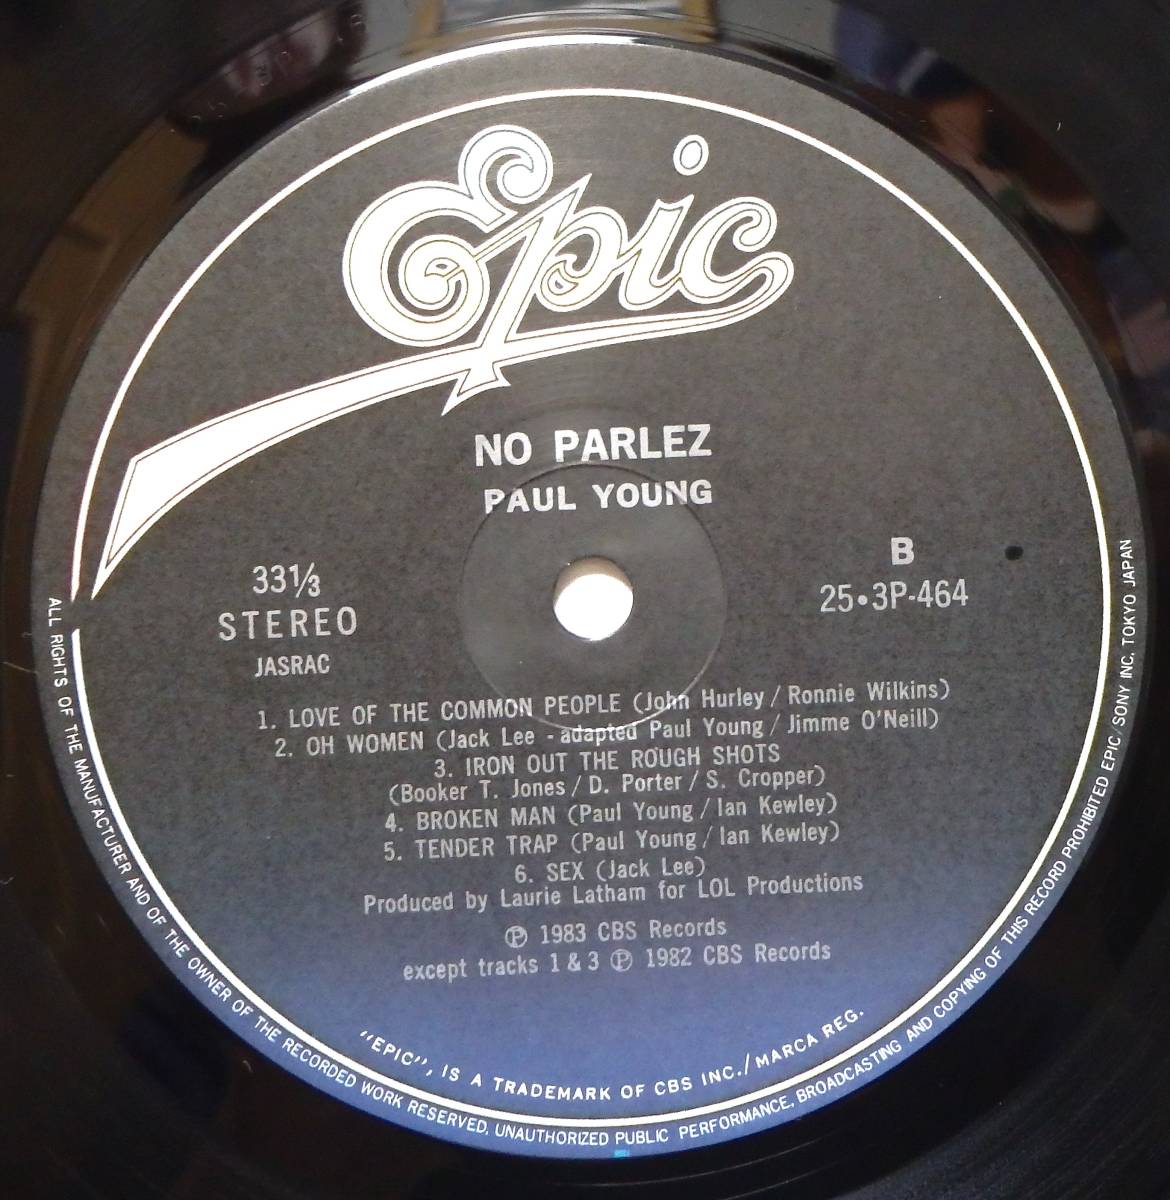 Epic
NO PARLEZ
PAUL YOUNG
33⅓
STEREO
JASRAC
B
25•3P-464
1. LOVE OF THE COMMON PEOPLE (John Hurley / Ronnie Wilkins)
2. OH WOMEN (Jack Lee - adapted Paul Young / Jimme O'Neill)
3. IRON OUT THE ROUGH SHOTS
(Booker T. Jones / D. Porter / S. Cropper)
4. BROKEN MAN (Paul Young / Ian Kewley)
5. TENDER TRAP (Paul Young / Ian Kewley)
6. SEX (Jack Lee)
Produced by Laurie Latham for LOL Productions
℗ 1983 CBS Records
except tracks 1 & 3 ℗ 1982 CBS Records
"EPIC", IS A TRADEMARK OF CBS INC./MARCA REG.
ALL RIGHTS OF THE MANUFACTURER AND OF THE OWNER OF THE RECORDED WORK RESERVED. UNAUTHORIZED PUBLIC PERFORMANCE, BROADCASTING AND COPYING OF THIS RECORD PROHIBITED EPIC/SONY INC. TOKYO JAPAN